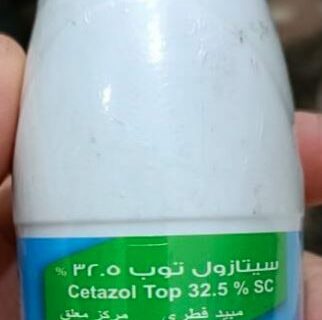 سيتازول توب ٣٢.٥ %
Cetazol Top 32.5 % SC
مبيد فطري مركز معلق